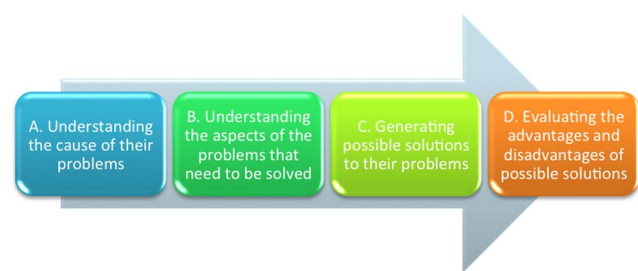 A. Understanding
the cause of their
problems
B. Understanding
the aspects of the
problems that
need to be solved
C. Generating
possible solutions
to their problems
D. Evaluating the
advantages and
disadvantages of
possible solutions